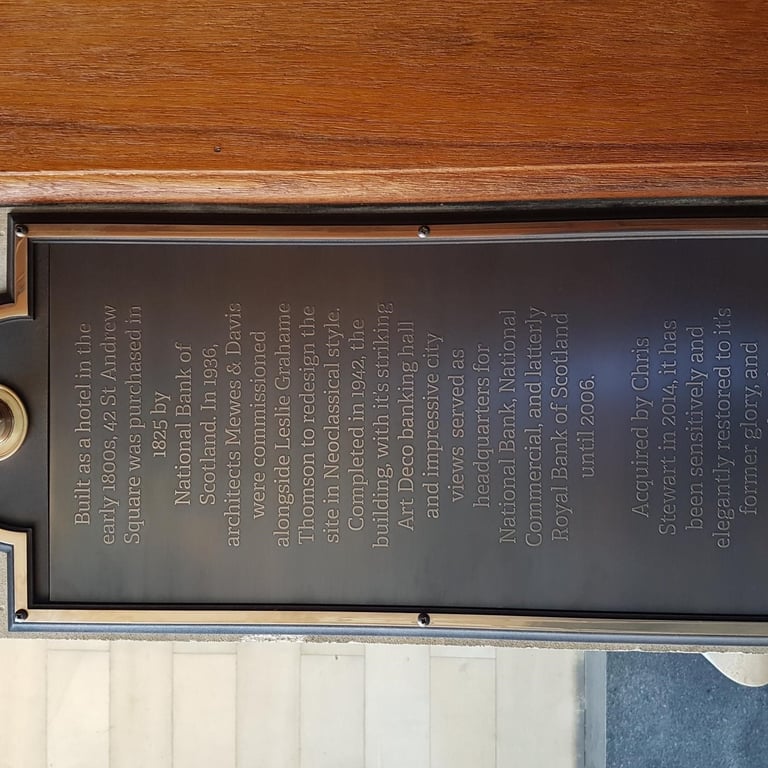 Built as a hotel in the
early 1800s, 42 St Andrew
Square was purchased in
1825 by
National Bank of
Scotland. In 1936,
architects Mewes & Davis
were commissioned
alongside Leslie Grahame
Thomson to redesign the
site in Neoclassical style.
Completed in 1942, the
building, with it's striking
Art Deco banking hall
and impressive city
views served as
headquarters for
National Bank, National
Commercial, and latterly
Royal Bank of Scotland
until 2006.
Acquired by Chris
Stewart in 2014, it has
been sensitively and
elegantly restored to it's
former glory, and